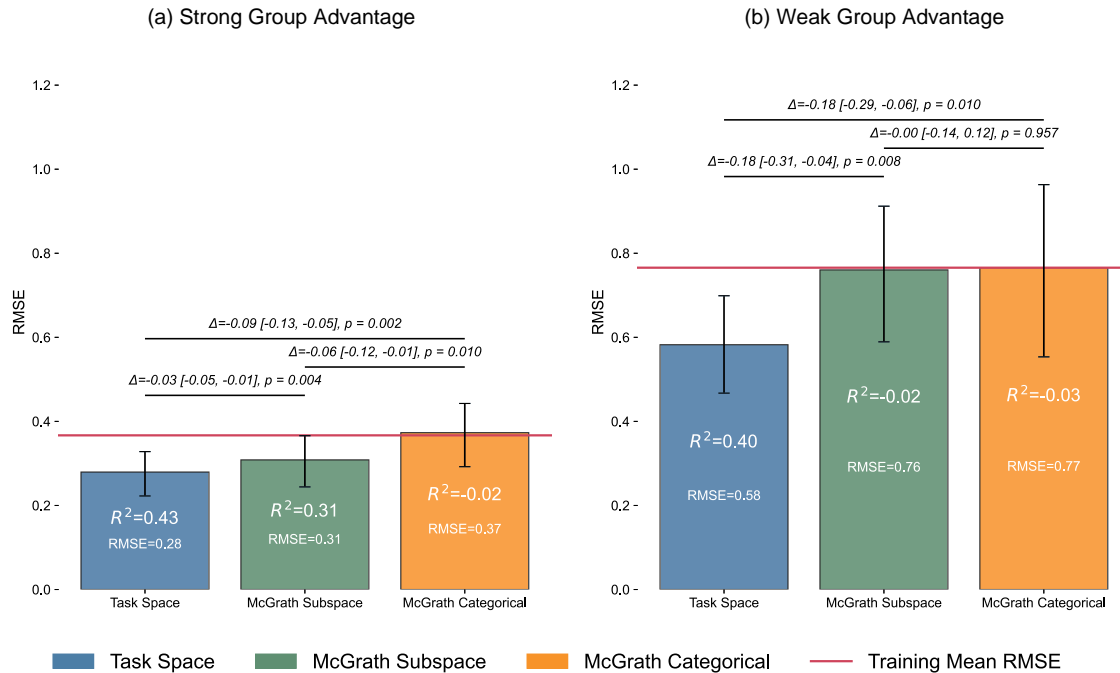 (a) Strong Group Advantage
RMSE
1.2
1.0
0.8
0.6
0.4
0.2
0.0
Δ=-0.09 [-0.13, -0.05], p = 0.002
Δ=-0.06 [-0.12, -0.01], p = 0.010
Δ=-0.03 [-0.05, -0.01], p = 0.004
R²=0.43
RMSE=0.28
R²=0.31
RMSE=0.31
R²=-0.02
RMSE=0.37
Task Space
McGrath Subspace
McGrath Categorical
(b) Weak Group Advantage
RMSE
1.2
1.0
0.8
0.6
0.4
0.2
0.0
Δ=-0.18 [-0.29, -0.06], p = 0.010
Δ=-0.00 [-0.14, 0.12], p = 0.957
Δ=-0.18 [-0.31, -0.04], p = 0.008
R²=0.40
RMSE=0.58
R²=-0.02
RMSE=0.76
R²=-0.03
RMSE=0.77
Task Space
McGrath Subspace
McGrath Categorical
Task Space
McGrath Subspace
McGrath Categorical
Training Mean RMSE